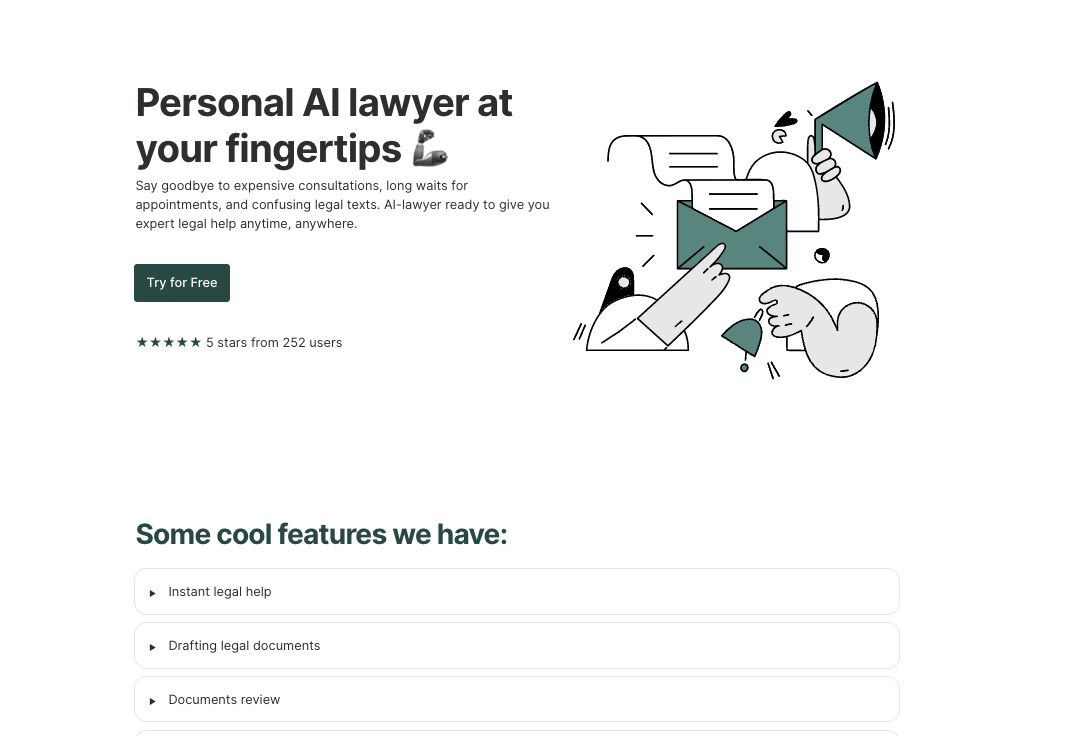 Personal AI lawyer at
your fingertips 🦾
Say goodbye to expensive consultations, long waits for
appointments, and confusing legal texts. AI-lawyer ready to give you
expert legal help anytime, anywhere.
Try for Free
★★★★★ 5 stars from 252 users
Some cool features we have:
Instant legal help
Drafting legal documents
Documents review